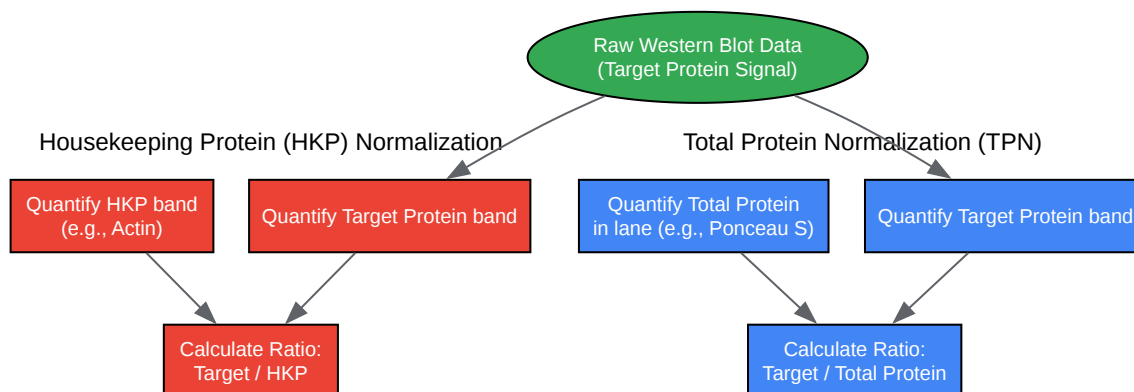 Raw Western Blot Data
(Target Protein Signal)
Housekeeping Protein (HKP) Normalization
Total Protein Normalization (TPN)
Quantify HKP band
(e.g., Actin)
Quantify Target Protein band
Quantify Total Protein
in lane (e.g., Ponceau S)
Quantify Target Protein band
Calculate Ratio:
Target / HKP
Calculate Ratio:
Target / Total Protein